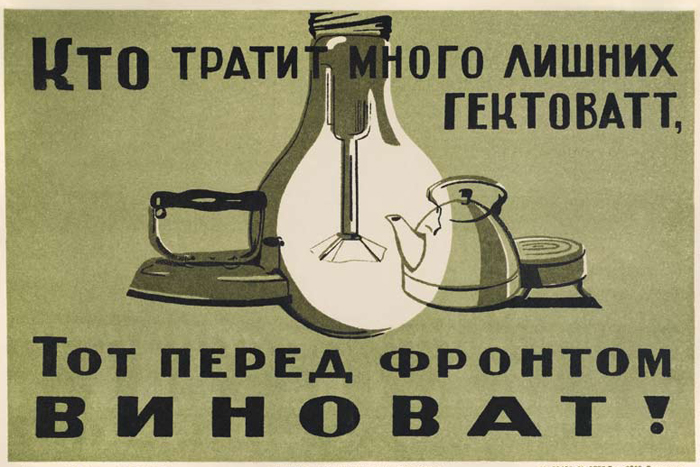 Кто тратит много лишних
гектоватт,
Тот перед фронтом
виноват!